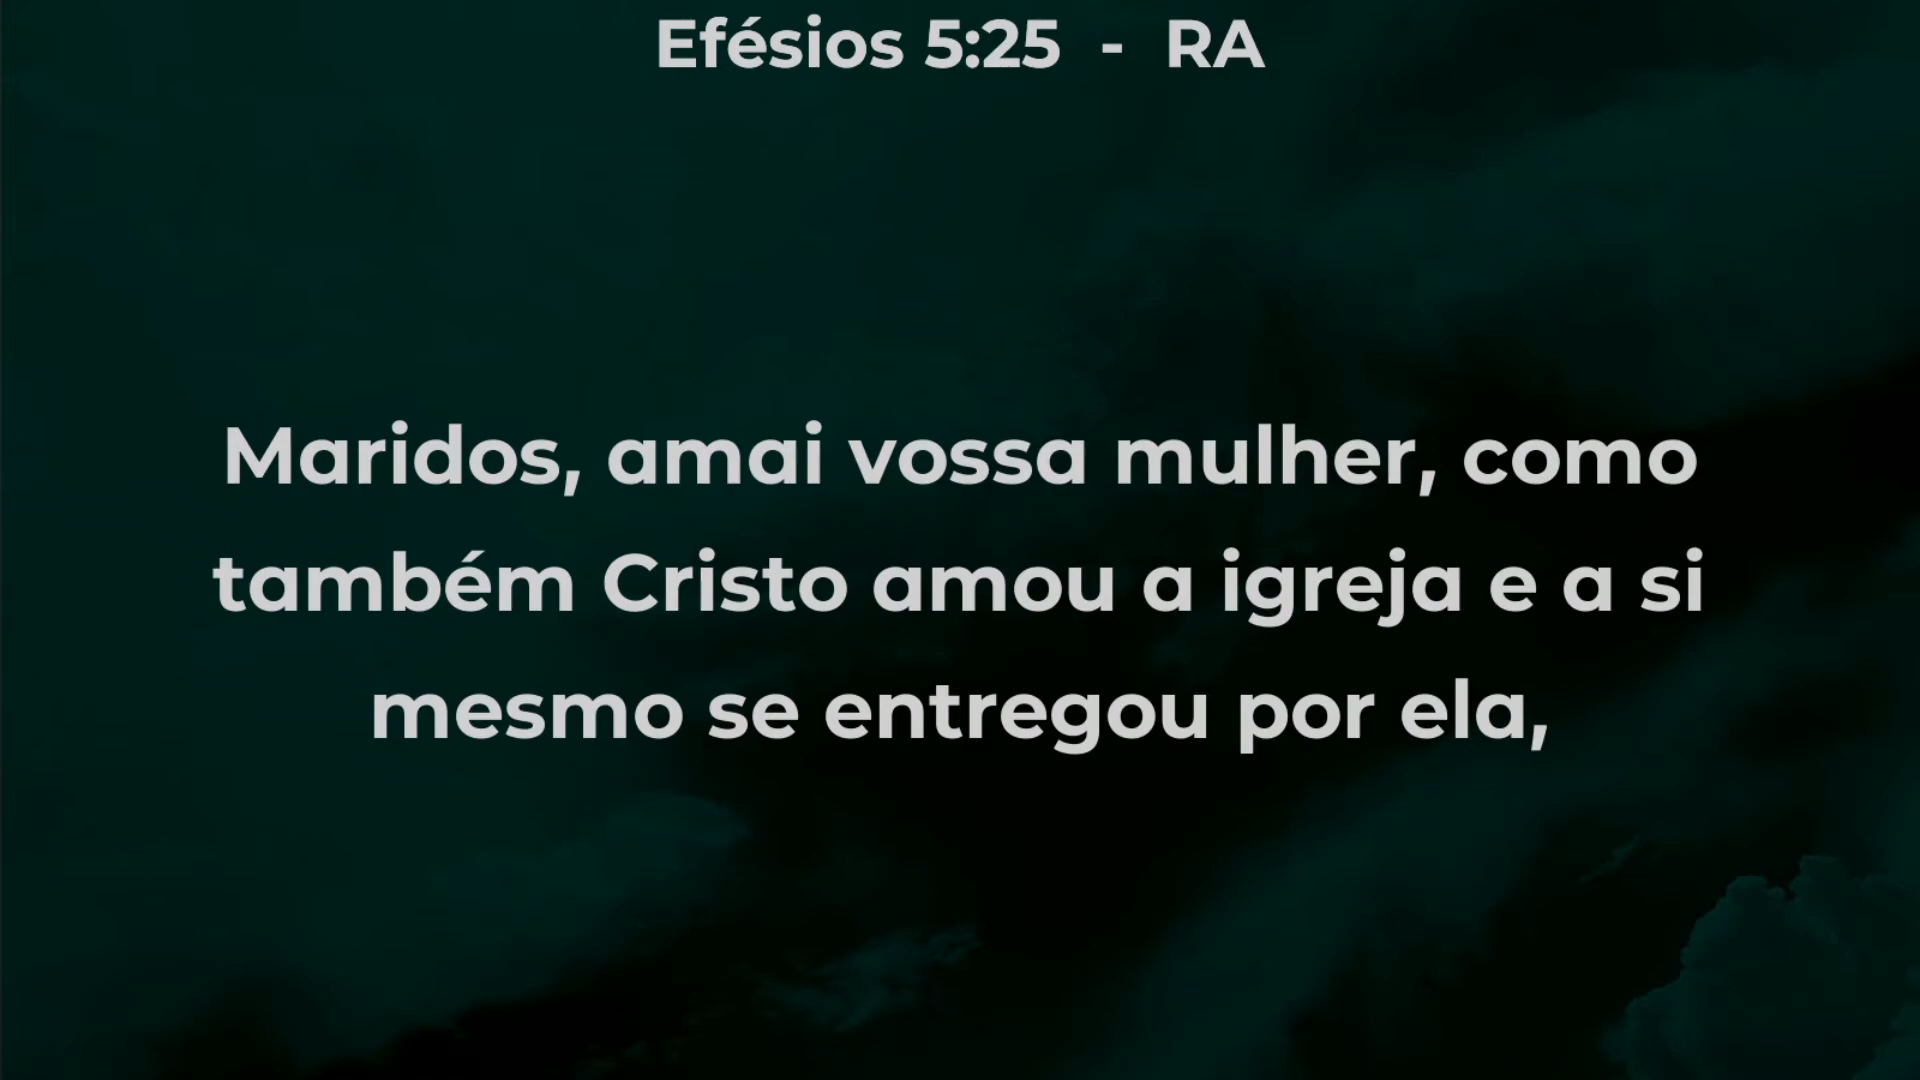 Efésios 5:25 - RA
Maridos, amai vossa mulher, como
também Cristo amou a igreja e a si
mesmo se entregou por ela,